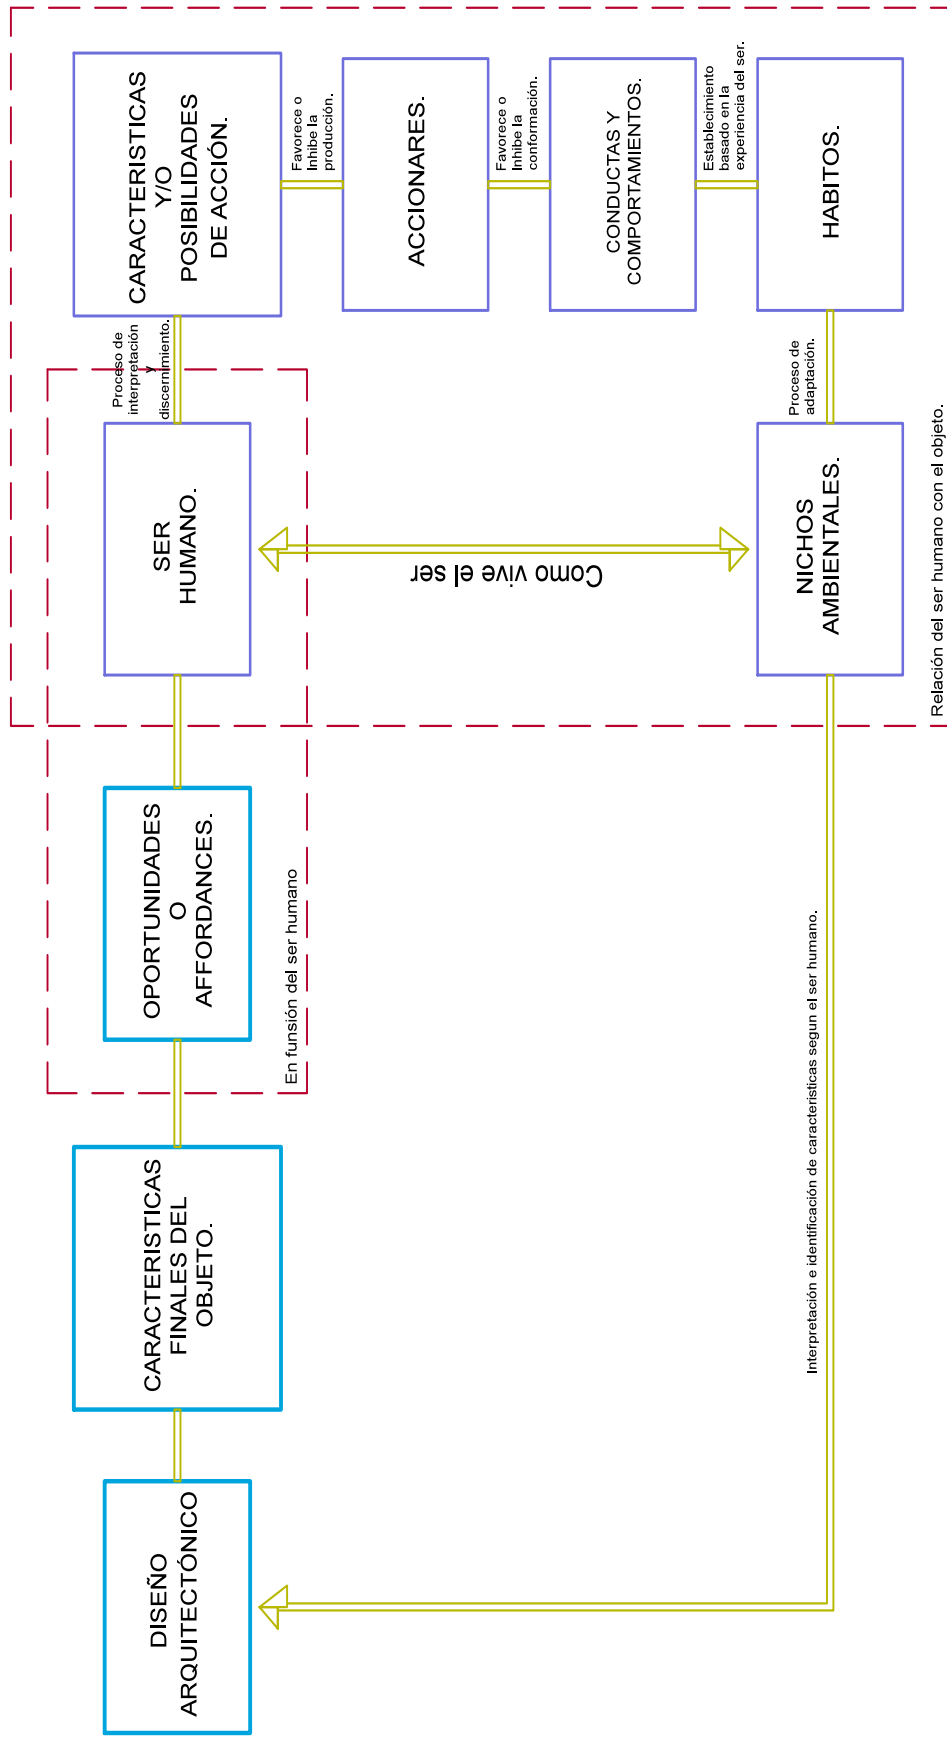 DISEÑO
ARQUITECTÓNICO
CARACTERISTICAS
FINALES DEL
OBJETO.
OPORTUNIDADES
O
AFFORDANCES.
En funsión del ser humano
SER
HUMANO.
Proceso de
interpretación
y
discernimiento.
CARACTERISTICAS
Y/O
POSIBILIDADES
DE ACCIÓN.
Favorece o
Inhibe la
producción.
ACCIONARES.
Favorece o
Inhibe la
conformación.
CONDUCTAS Y
COMPORTAMIENTOS.
Establecimiento
basado en la
experiencia del ser.
HABITOS.
Proceso de
adaptación.
NICHOS
AMBIENTALES.
Como vive el ser
Interpretación e identificación de caracteristicas segun el ser humano.
Relación del ser humano con el objeto.